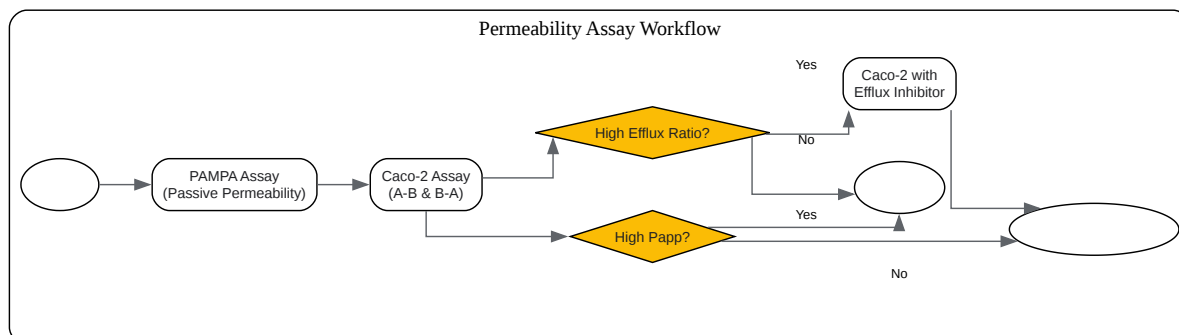 Permeability Assay Workflow
Yes
Caco-2 with
Efflux Inhibitor
High Efflux Ratio?
No
PAMPA Assay
(Passive Permeability)
Caco-2 Assay
(A-B & B-A)
Yes
High Papp?
No